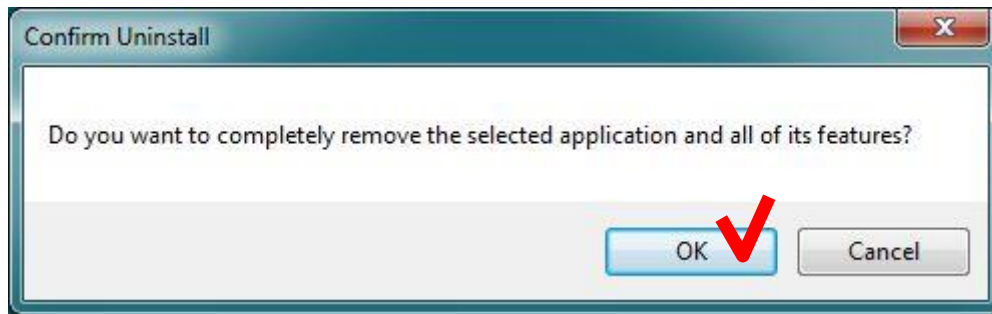 Confirm Uninstall
Do you want to completely remove the selected application and all of its features?
OK
Cancel